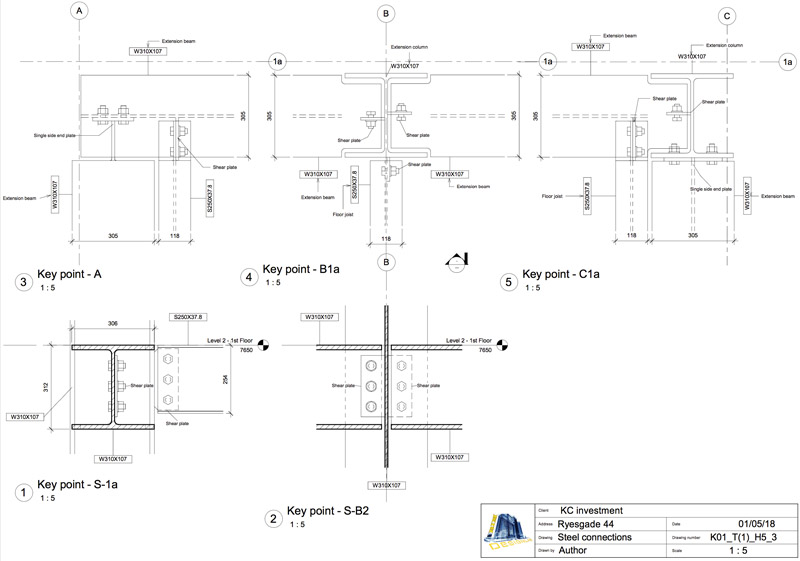 A
Extension beam
W310X107
305
Single side end plate
Shear plate
Extension beam
W310X107
S250X37.8
305
118
3
Key point - A
1 : 5
B
Extension column
W310X107
1a
1a
Shear plate
Shear plate
305
W310X107
Shear plate
W310X107
S250X37.8
Extension beam
Floor joist
Extension beam
118
B
4
Key point - B1a
1 : 5
C
Extension beam
W310X107
Extension column
W310X107
1a
1a
Shear plate
Shear plate
305
Single side end plate
Floor joist
S250X37.8
W310X107
Extension beam
118
305
5
Key point - C1a
1 : 5
306
S250X37.8
Level 2 - 1st Floor
7650
312
Shear plate
254
W310X107
Shear plate
W310X107
1
Key point - S-1a
1 : 5
W310X107
Level 2 - 1st Floor
7650
Shear plate
Shear plate
W310X107
W310X107
2
Key point - S-B2
1 : 5
Client KC investment
Address Ryesgade 44 Date 01/05/18
Drawing Steel connections Drawing number K01_T(1)_H5_3
Drawn by Author Scale 1 : 5